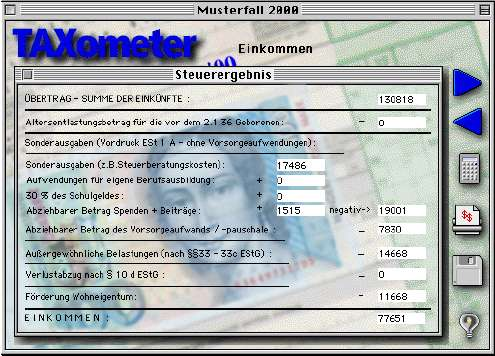 Musterfall 2000
TAXometer
Einkommen
Steuerergebnis
ÜBERTRAG - SUMME DER EINKÜNFTE : 130818
Altersentlastungsbetrag für die vor dem 2.1.36 Geborenen : - 0
Sonderausgaben (Vordruck ESt 1 A - ohne Vorsorgeaufwendungen) :
Sonderausgaben (z.B.Steuerberatungskosten) : 17486
Aufwendungen für eigene Berufsausbildung : + 0
30 % des Schulgeldes : + 0
Abziehbarer Betrag Spenden + Beiträge : + 1515 negativ-> 19001
Abziehbarer Betrag des Vorsorgeaufwands / -pauschale : - 7830
Außergewöhnliche Belastungen (nach §§33 - 33c EStG) : - 14668
Verlustabzug nach § 10 d EStG : - 0
Förderung Wohneigentum : - 11668
E I N K O M M E N : 77651
$$
?